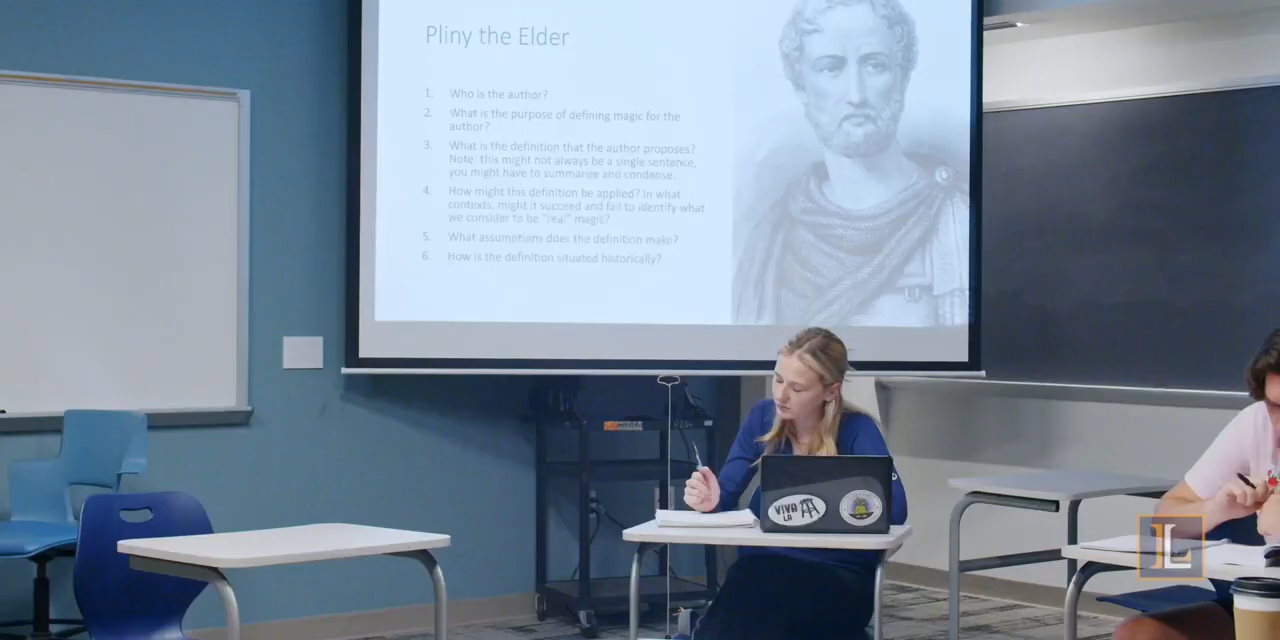 Pliny the Elder
1. Who is the author?
2. What is the purpose of defining magic for the
author?
3. What is the definition that the author proposes?
Note: this might not always be a single sentence,
you might have to summarize and condense.
4. How might this definition be applied? In what
contexts, might it succeed and fail to identify what
we consider to be "real" magic?
5. What assumptions does the definition make?
6. How is the definition situated historically?
VIVA
LA
L